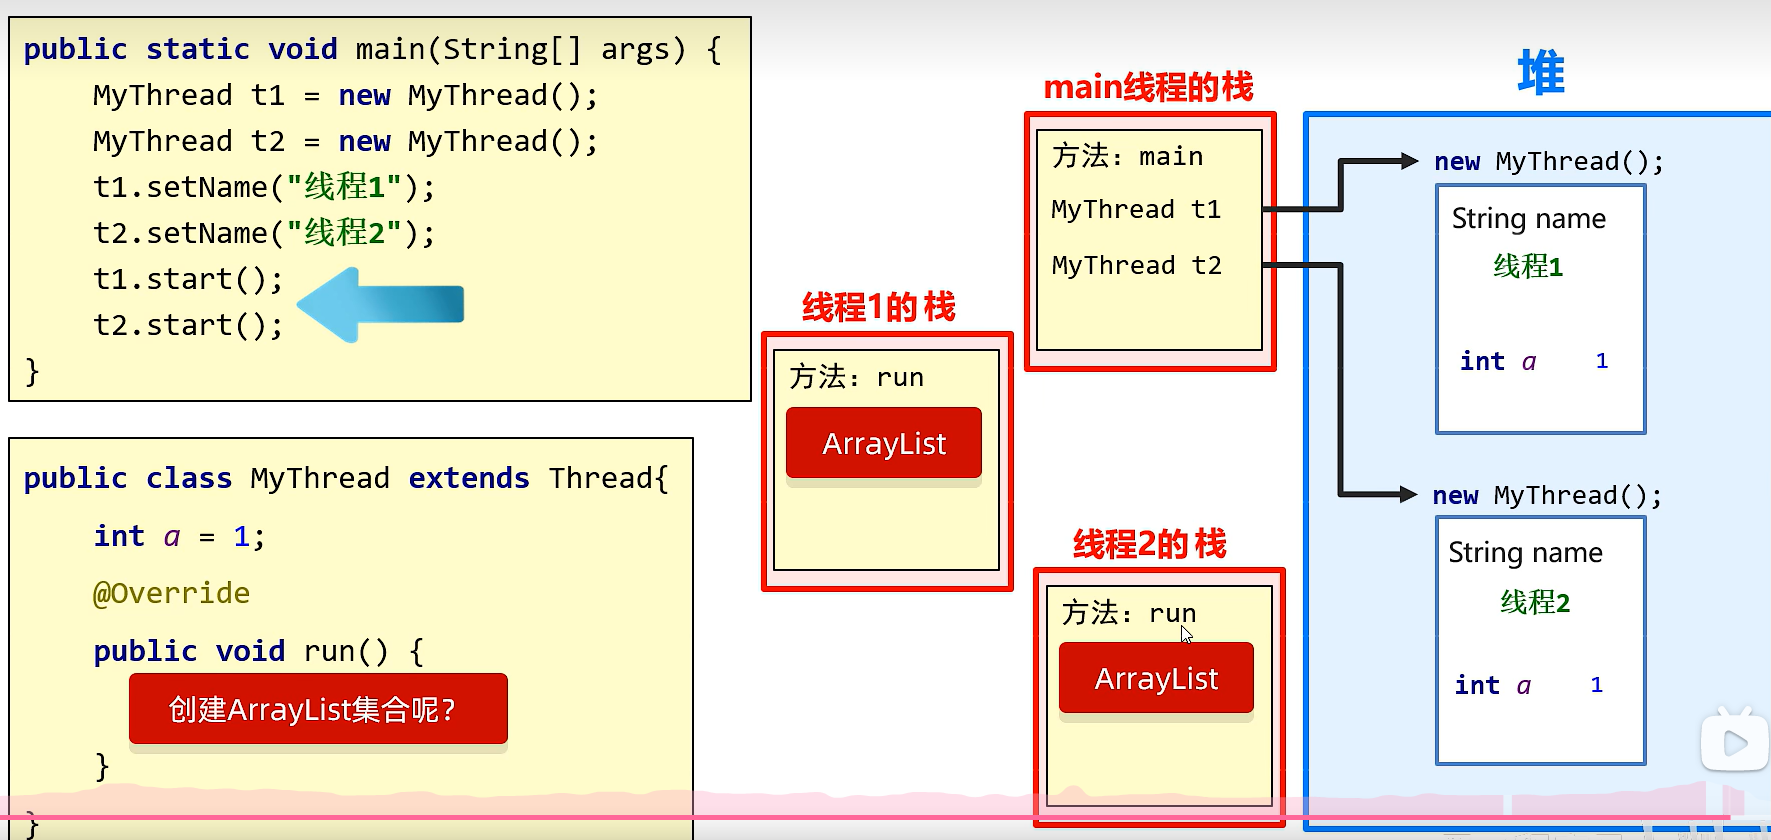 public static void main(String[] args) {
MyThread t1 = new MyThread();
MyThread t2 = new MyThread();
t1.setName("线程1");
t2.setName("线程2");
t1.start();
t2.start();
}
public class MyThread extends Thread{
int a = 1;
@Override
public void run() {
创建ArrayList集合呢？
}
}
线程1的栈
方法：run
ArrayList
main线程的栈
方法：main
MyThread t1
MyThread t2
线程2的栈
方法：run
ArrayList
堆
new MyThread();
String name
线程1
int a 1
new MyThread();
String name
线程2
int a 1